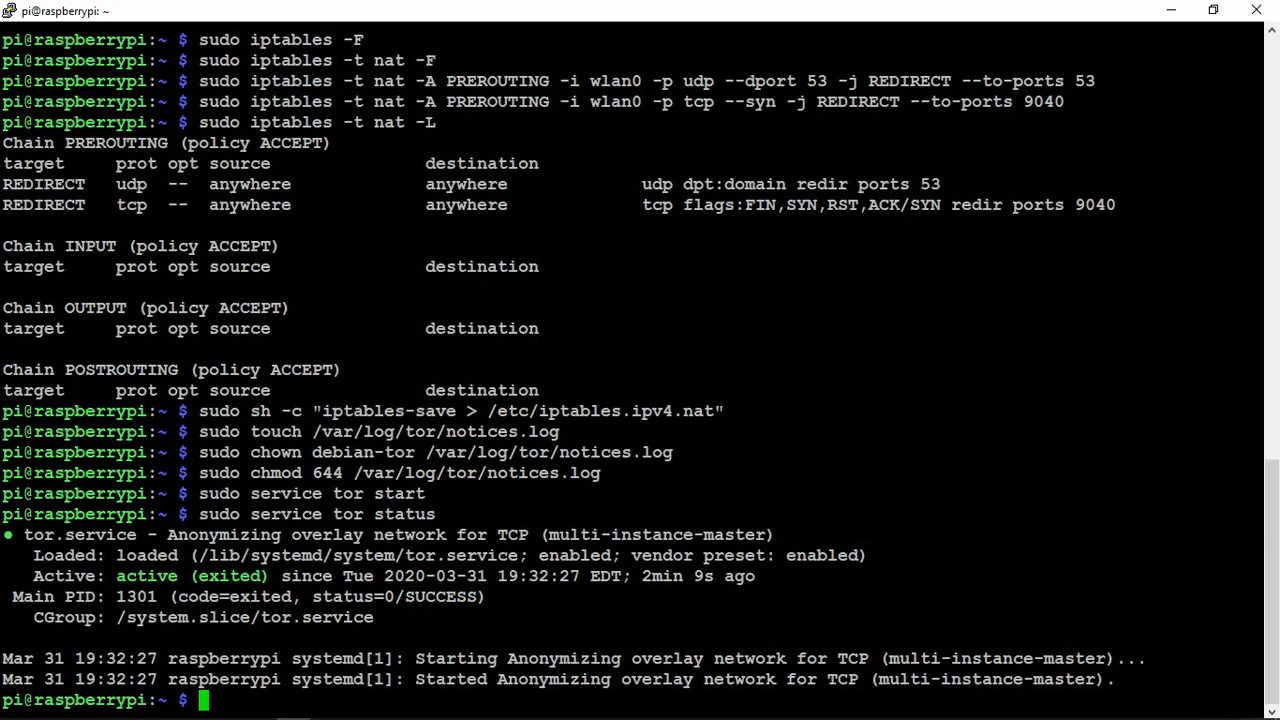 pi@raspberrypi: ~
pi@raspberrypi:~ $ sudo iptables -F
pi@raspberrypi:~ $ sudo iptables -t nat -F
pi@raspberrypi:~ $ sudo iptables -t nat -A PREROUTING -i wlan0 -p udp --dport 53 -j REDIRECT --to-ports 53
pi@raspberrypi:~ $ sudo iptables -t nat -A PREROUTING -i wlan0 -p tcp --syn -j REDIRECT --to-ports 9040
pi@raspberrypi:~ $ sudo iptables -t nat -L
Chain PREROUTING (policy ACCEPT)
target     prot opt source               destination
REDIRECT   udp  --  anywhere             anywhere             udp dpt:domain redir ports 53
REDIRECT   tcp  --  anywhere             anywhere             tcp flags:FIN,SYN,RST,ACK/SYN redir ports 9040
Chain INPUT (policy ACCEPT)
target     prot opt source               destination
Chain OUTPUT (policy ACCEPT)
target     prot opt source               destination
Chain POSTROUTING (policy ACCEPT)
target     prot opt source               destination
pi@raspberrypi:~ $ sudo sh -c "iptables-save > /etc/iptables.ipv4.nat"
pi@raspberrypi:~ $ sudo touch /var/log/tor/notices.log
pi@raspberrypi:~ $ sudo chown debian-tor /var/log/tor/notices.log
pi@raspberrypi:~ $ sudo chmod 644 /var/log/tor/notices.log
pi@raspberrypi:~ $ sudo service tor start
pi@raspberrypi:~ $ sudo service tor status
● tor.service - Anonymizing overlay network for TCP (multi-instance-master)
   Loaded: loaded (/lib/systemd/system/tor.service; enabled; vendor preset: enabled)
   Active: active (exited) since Tue 2020-03-31 19:32:27 EDT; 2min 9s ago
 Main PID: 1301 (code=exited, status=0/SUCCESS)
   CGroup: /system.slice/tor.service
Mar 31 19:32:27 raspberrypi systemd[1]: Starting Anonymizing overlay network for TCP (multi-instance-master)...
Mar 31 19:32:27 raspberrypi systemd[1]: Started Anonymizing overlay network for TCP (multi-instance-master).
pi@raspberrypi:~ $